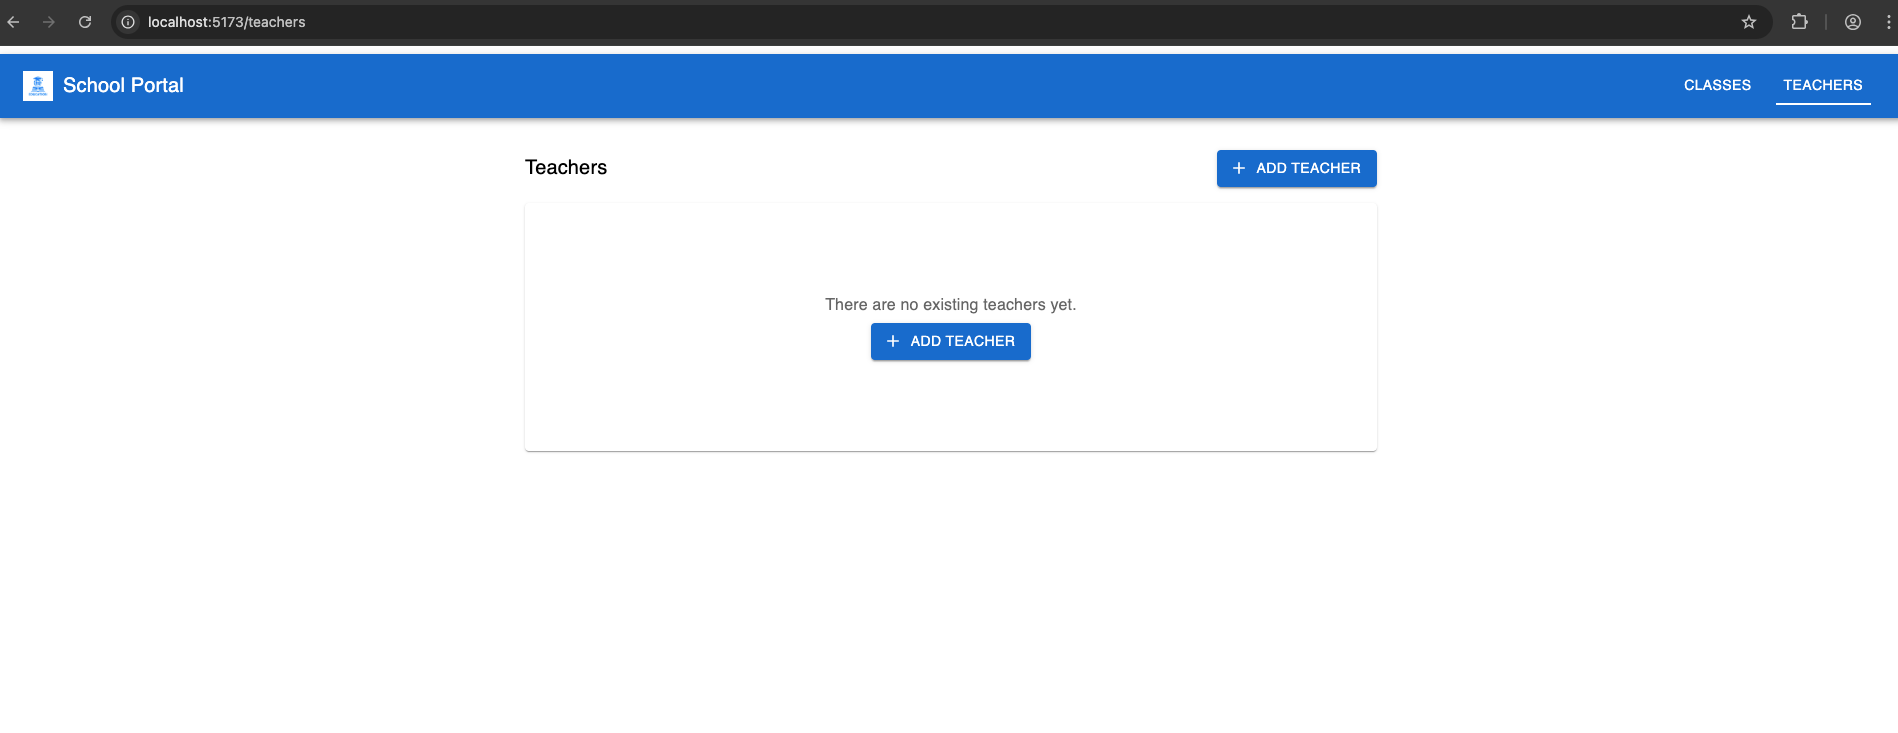 localhost:5173/teachers
School Portal
CLASSES
TEACHERS
Teachers
+ ADD TEACHER
There are no existing teachers yet.
+ ADD TEACHER